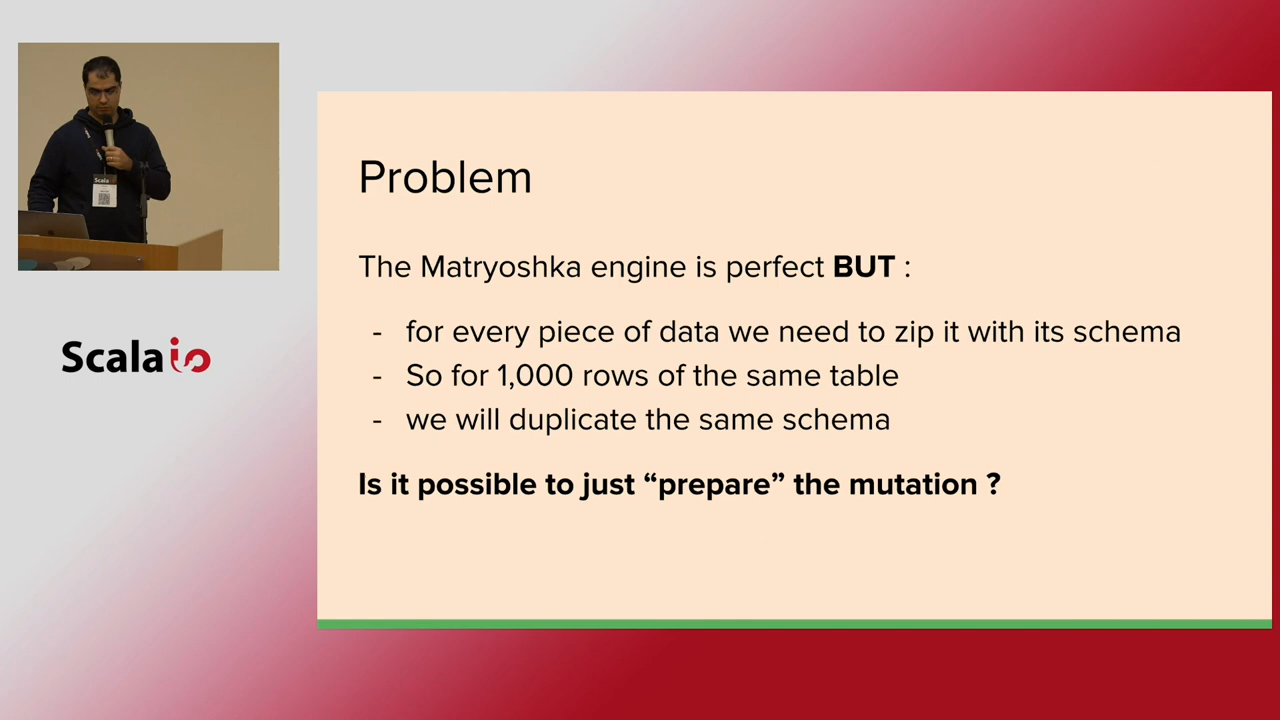 Scala
Scalaio
Problem
The Matryoshka engine is perfect BUT :
- for every piece of data we need to zip it with its schema
- So for 1,000 rows of the same table
- we will duplicate the same schema
Is it possible to just “prepare” the mutation ?